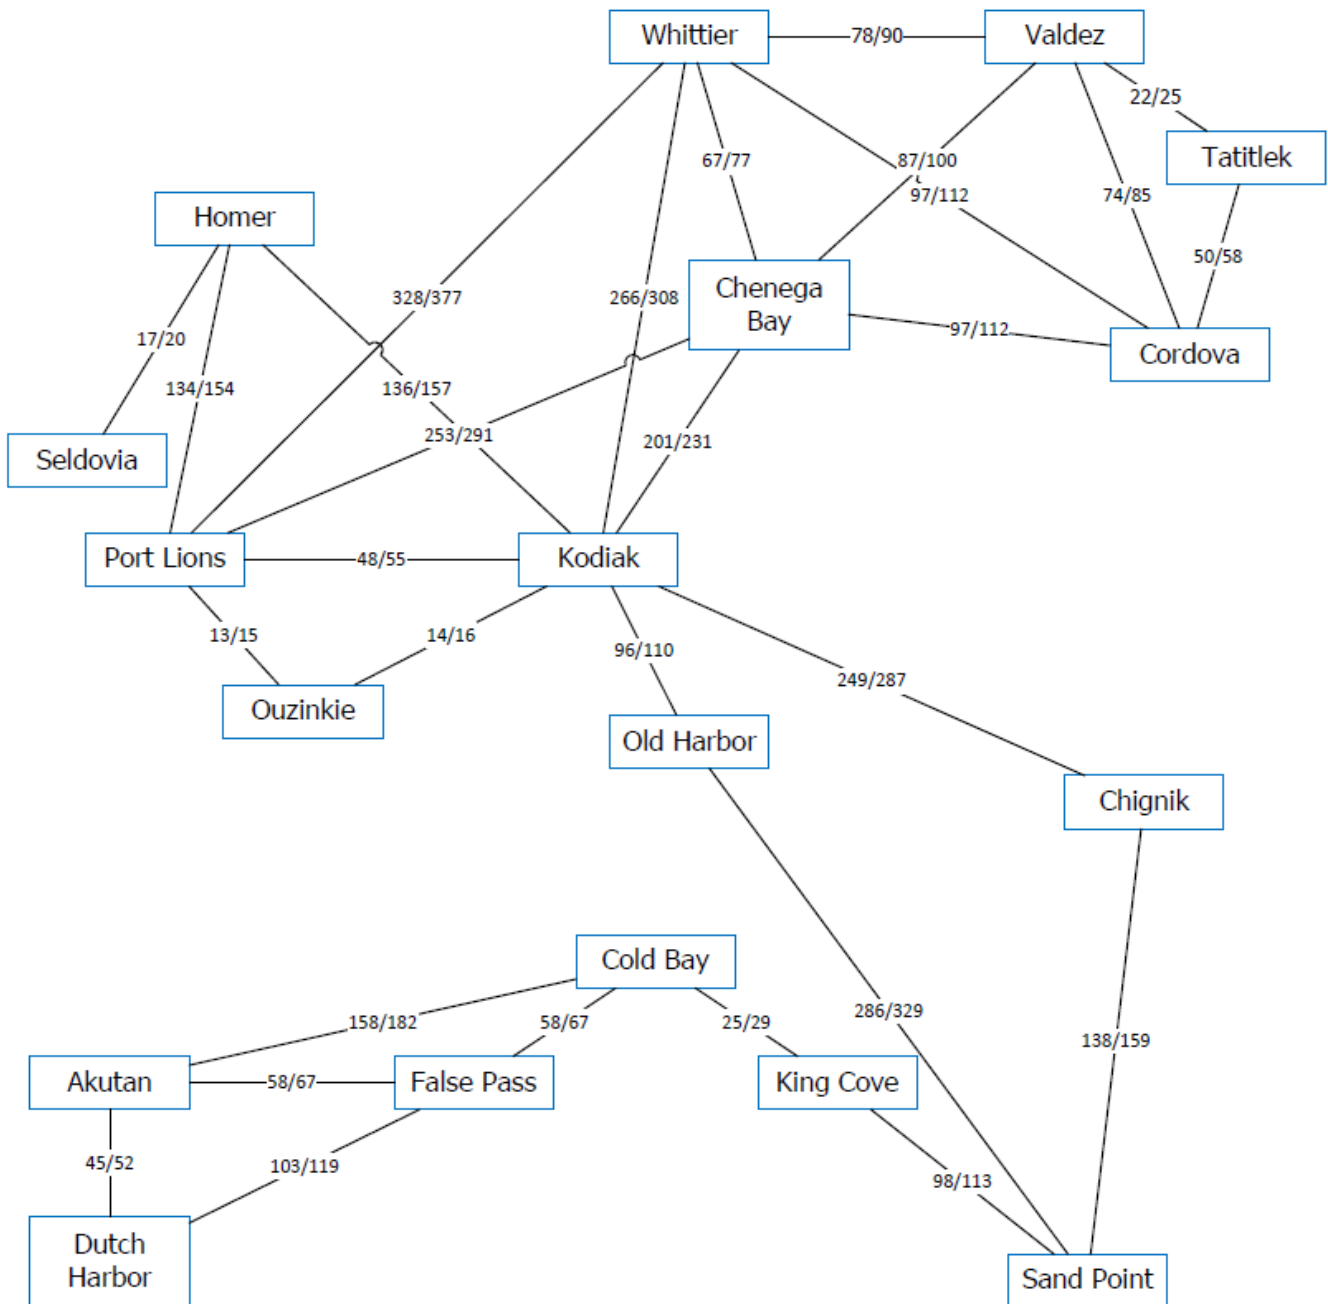 Whittier
78/90
Valdez
22/25
Tatitlek
67/77
87/100
97/112
74/85
Homer
50/58
328/377
266/308
Chenega
Bay
17/20
97/112
Cordova
134/154
136/157
253/291
201/231
Seldovia
Port Lions
48/55
Kodiak
13/15
14/16
96/110
249/287
Ouzinkie
Old Harbor
Chignik
Cold Bay
158/182
58/67
25/29
286/329
138/159
Akutan
58/67
False Pass
King Cove
45/52
103/119
98/113
Dutch
Harbor
Sand Point